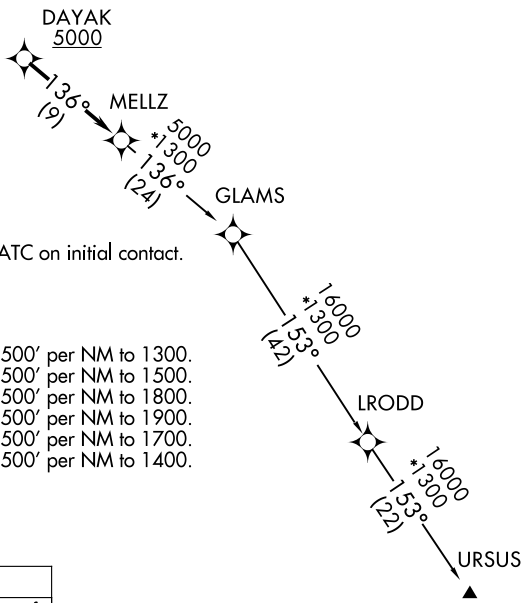 DAYAK
5000
136°
(9)
MELLZ
5000
*1300
136°
(24)
GLAMS
ATC on initial contact.
16000
*1300
153°
(42)
500' per NM to 1300.
500' per NM to 1500.
500' per NM to 1800.
500' per NM to 1900.
500' per NM to 1700.
500' per NM to 1400.
LRODD
16000
*1300
153°
(22)
URSUS